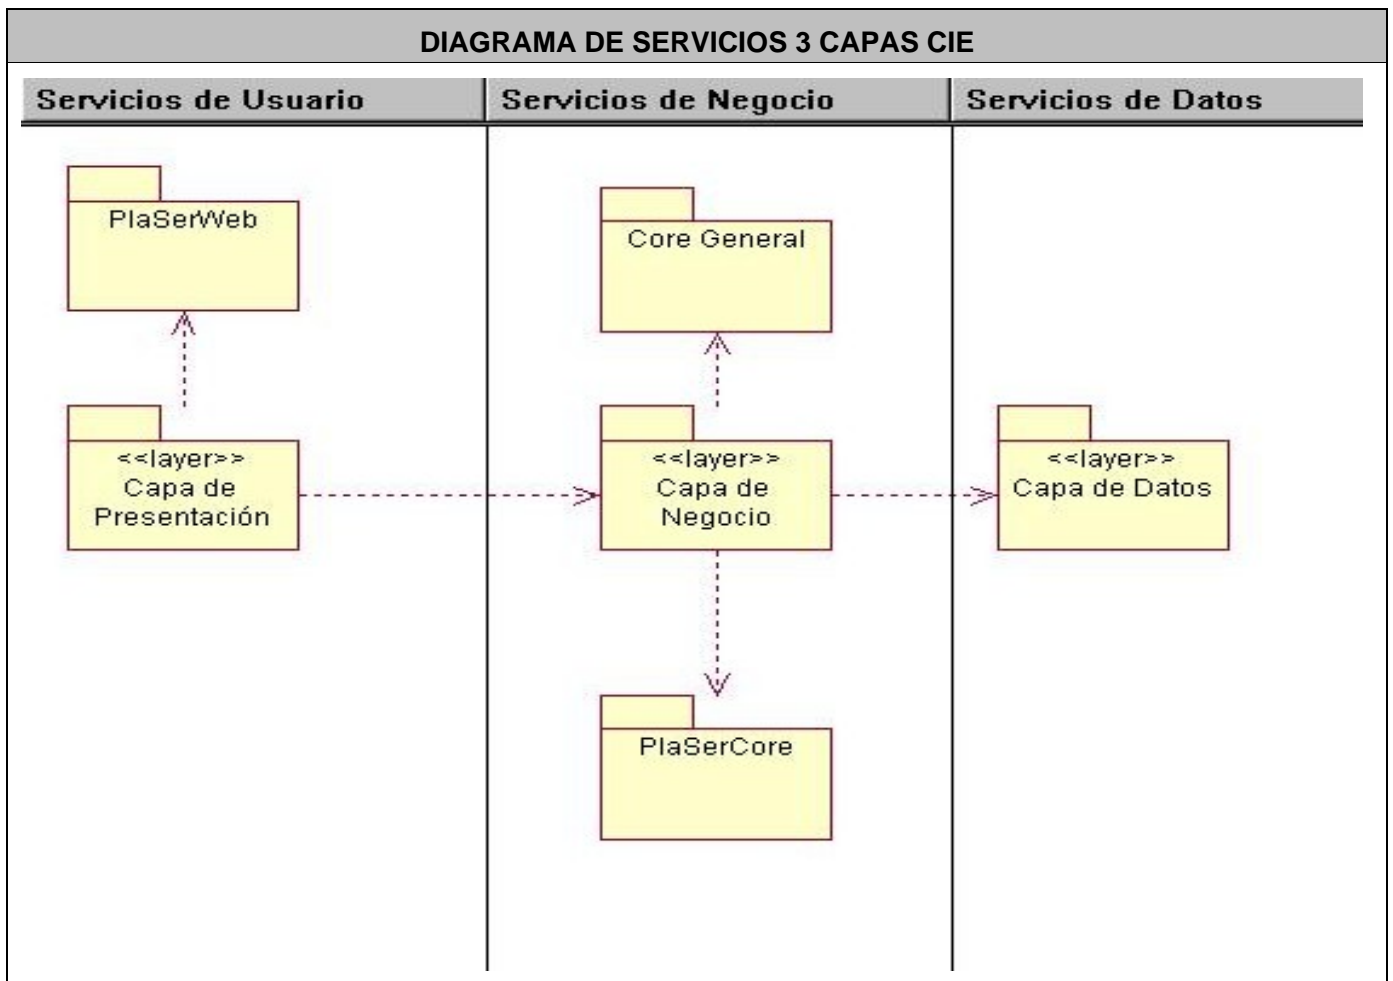 DIAGRAMA DE SERVICIOS 3 CAPAS CIE
Servicios de Usuario
Servicios de Negocio
Servicios de Datos
PlaSerWeb
Core General
<<layer>>
Capa de
Presentación
<<layer>>
Capa de
Negocio
<<layer>>
Capa de Datos
PlaSerCore